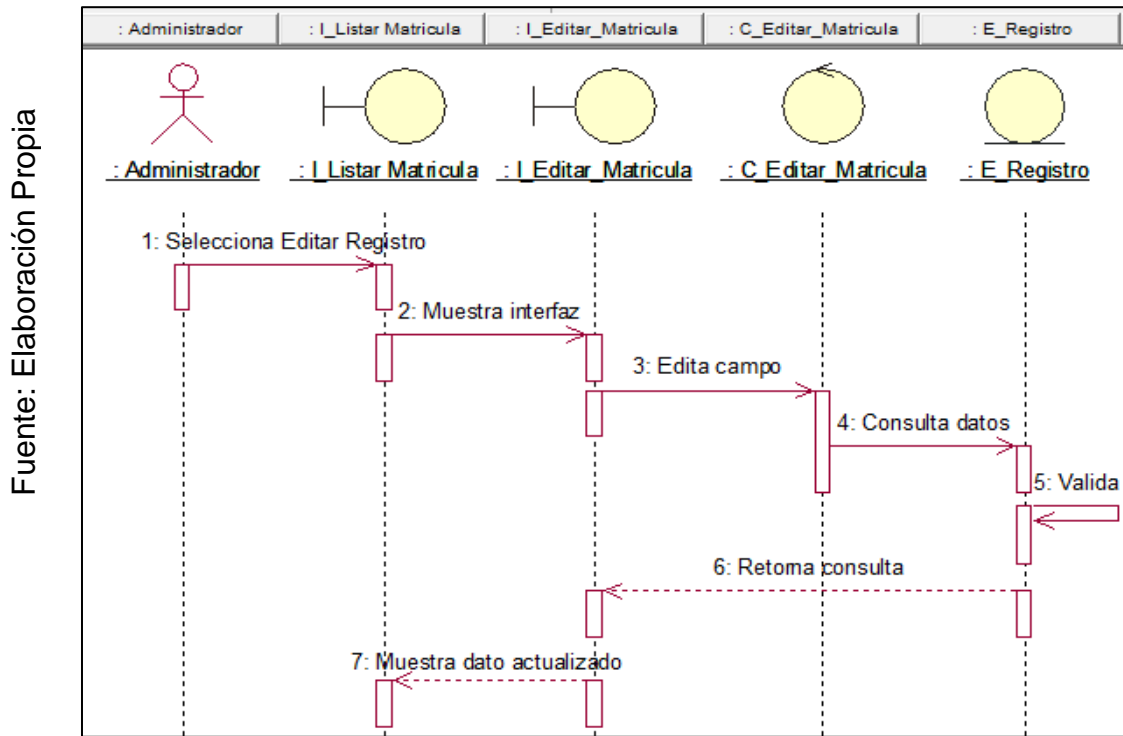 : Administrador
: I_Listar Matricula
: I_Editar_Matricula
: C_Editar_Matricula
: E_Registro
: Administrador
: I_Listar Matricula
: I_Editar_Matricula
: C_Editar_Matricula
: E_Registro
Fuente: Elaboración Propia
1: Selecciona Editar Registro
2: Muestra interfaz
3: Edita campo
4: Consulta datos
5: Valida
6: Retorna consulta
7: Muestra dato actualizado